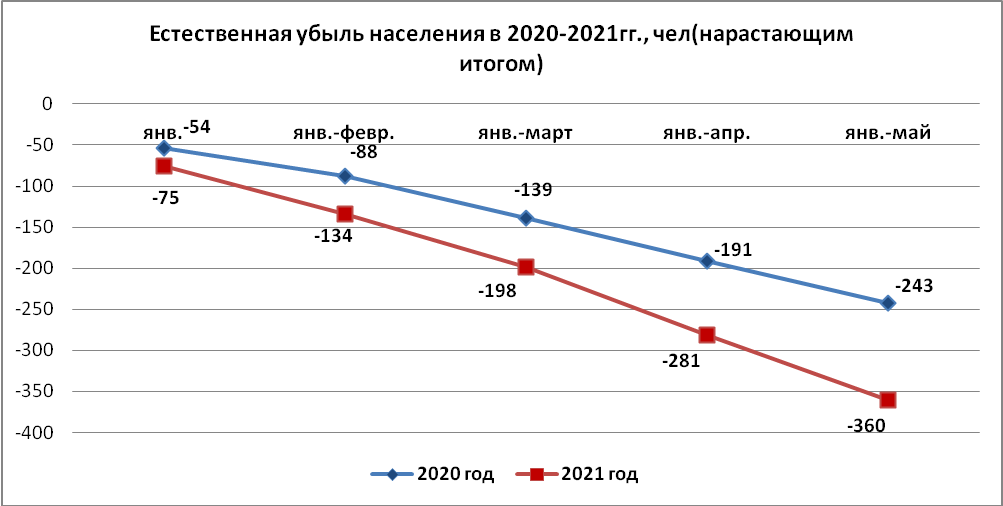 Естественная убыль населения в 2020-2021гг., чел(нарастающим
итогом)
0
-50
-100
-150
-200
-250
-300
-350
-400
янв.
янв.-февр.
янв.-март
янв.-апр.
янв.-май
-54
-88
-139
-191
-243
-75
-134
-198
-281
-360
2020 год
2021 год